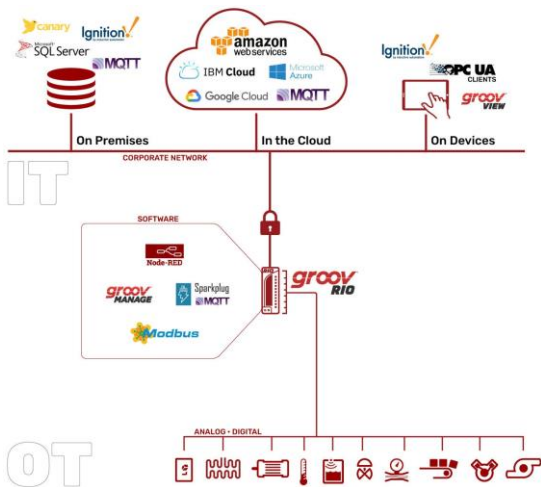 canary
Ignition!
Microsoft
SQL Server
MQTT
amazon
web services
IBM Cloud
Microsoft
Azure
Google Cloud
MQTT
Ignition!
OPC UA
CLIENTS
groov
VIEW
On Premises
In the Cloud
On Devices
CORPORATE NETWORK
IT
SOFTWARE
Node-RED
groov
MANAGE
Sparkplug
MQTT
Modbus
RIO
groov
RIO
ANALOG • DIGITAL
OT